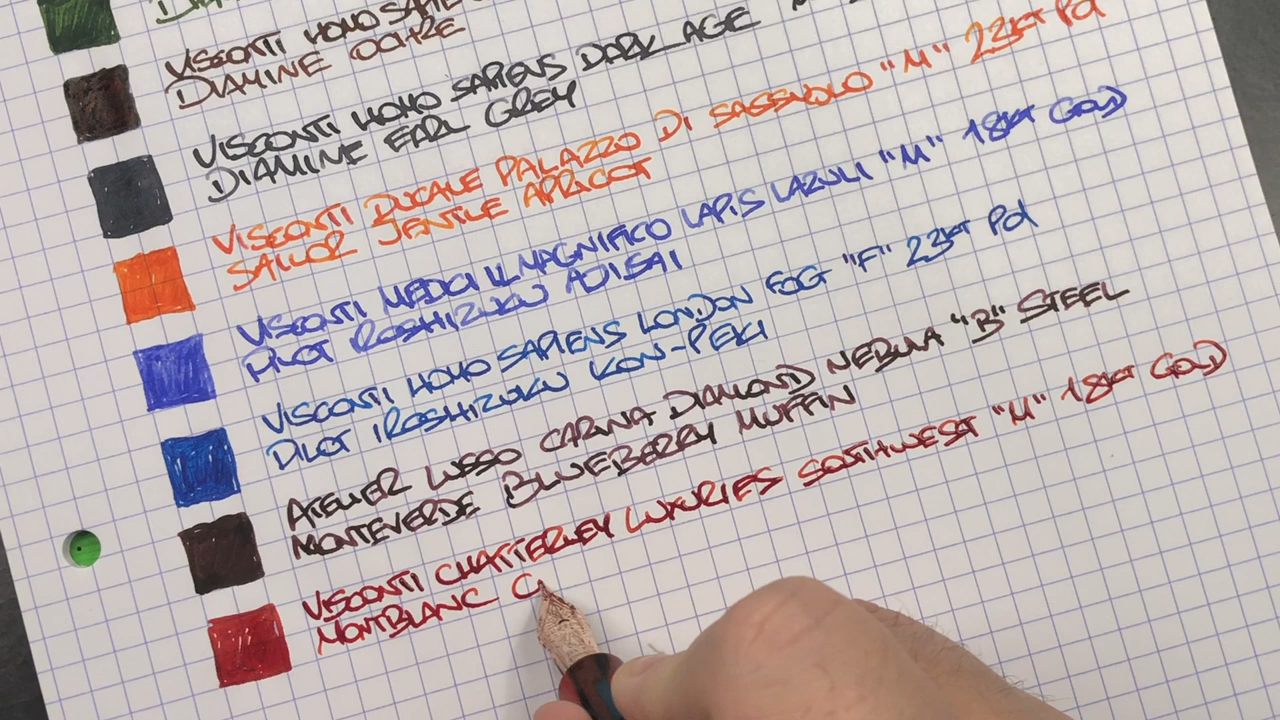 VISCONTI HOMO SAPIE
DIAMINE OCHRE
VISCONTI HOMO SAPIENS DARK AGE
DIAMINE EARL GREY
VISCONTI DUCALE PALAZZO DI SASSUOLO "M" 23KT Pd
SAILOR JENTLE APRICOT
VISCONTI MEDICI IL MAGNIFICO LAPIS LAZULI "M" 18KT GOLD
PILOT IROSHIZUKU AJISAI
VISCONTI HOMO SAPIENS LONDON FOG "F" 23KT Pd
PILOT IROSHIZUKU KON-PEKI
ATELIER LUSSO CARINA DIAMOND NEBULA "B" STEEL
MONTEVERDE BLUEBERRY MUFFIN
VISCONTI CHATTERLEY LUXURIES SOUTHWEST "M" 18KT GOLD
MONTBLANC C